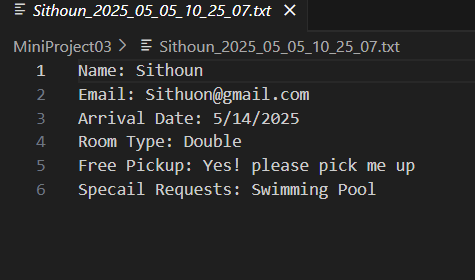 Sithoun_2025_05_05_10_25_07.txt
MiniProject03 > Sithoun_2025_05_05_10_25_07.txt
1 Name: Sithoun
2 Email: Sithuon@gmail.com
3 Arrival Date: 5/14/2025
4 Room Type: Double
5 Free Pickup: Yes! please pick me up
6 Specail Requests: Swimming Pool